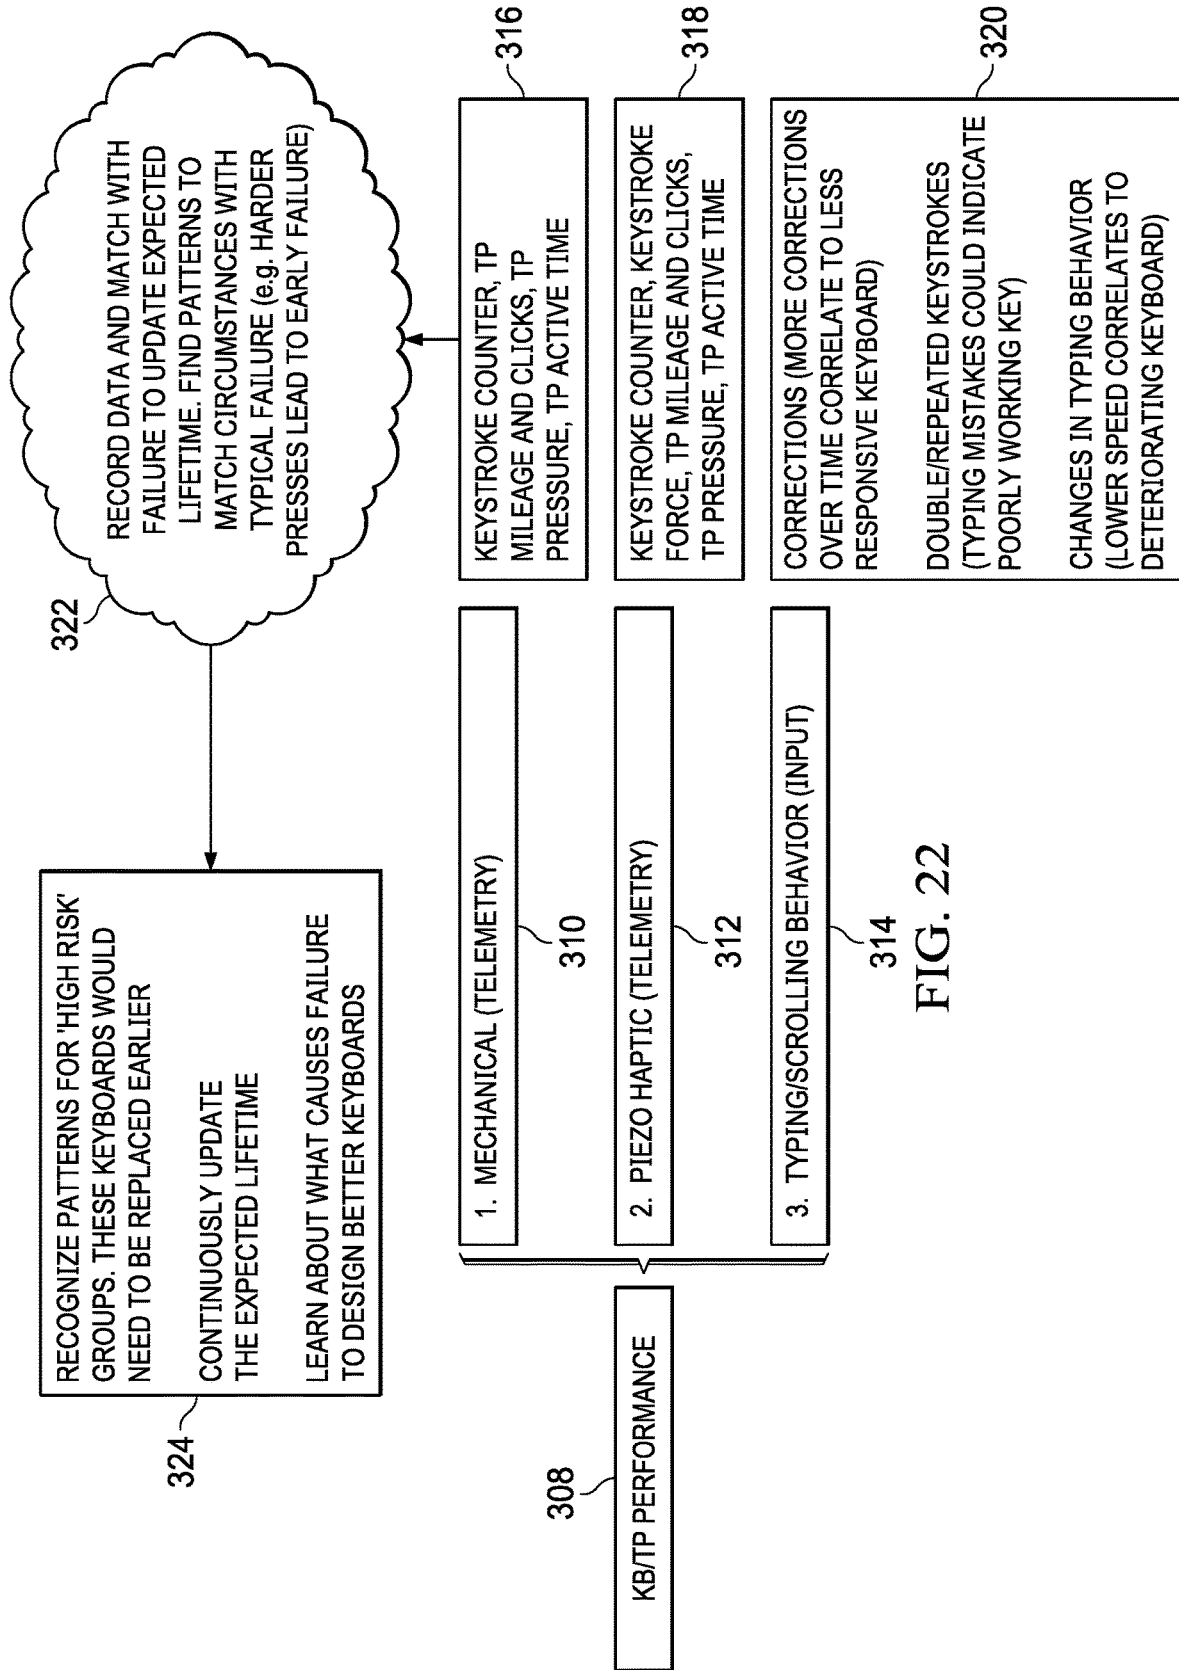 RECOGNIZE PATTERNS FOR 'HIGH RISK'
GROUPS. THESE KEYBOARDS WOULD
NEED TO BE REPLACED EARLIER
CONTINUOUSLY UPDATE
THE EXPECTED LIFETIME
LEARN ABOUT WHAT CAUSES FAILURE
TO DESIGN BETTER KEYBOARDS
324
RECORD DATA AND MATCH WITH
FAILURE TO UPDATE EXPECTED
LIFETIME. FIND PATTERNS TO
MATCH CIRCUMSTANCES WITH
TYPICAL FAILURE (e.g. HARDER
PRESSES LEAD TO EARLY FAILURE)
322
308
KB/TP PERFORMANCE
1. MECHANICAL (TELEMETRY)
310
KEYSTROKE COUNTER, TP
MILEAGE AND CLICKS, TP
PRESSURE, TP ACTIVE TIME
316
2. PIEZO HAPTIC (TELEMETRY)
312
KEYSTROKE COUNTER, KEYSTROKE
FORCE, TP MILEAGE AND CLICKS,
TP PRESSURE, TP ACTIVE TIME
318
3. TYPING/SCROLLING BEHAVIOR (INPUT)
314
CORRECTIONS (MORE CORRECTIONS
OVER TIME CORRELATE TO LESS
RESPONSIVE KEYBOARD)
DOUBLE/REPEATED KEYSTROKES
(TYPING MISTAKES COULD INDICATE
POORLY WORKING KEY)
CHANGES IN TYPING BEHAVIOR
(LOWER SPEED CORRELATES TO
DETERIORATING KEYBOARD)
320
FIG. 22